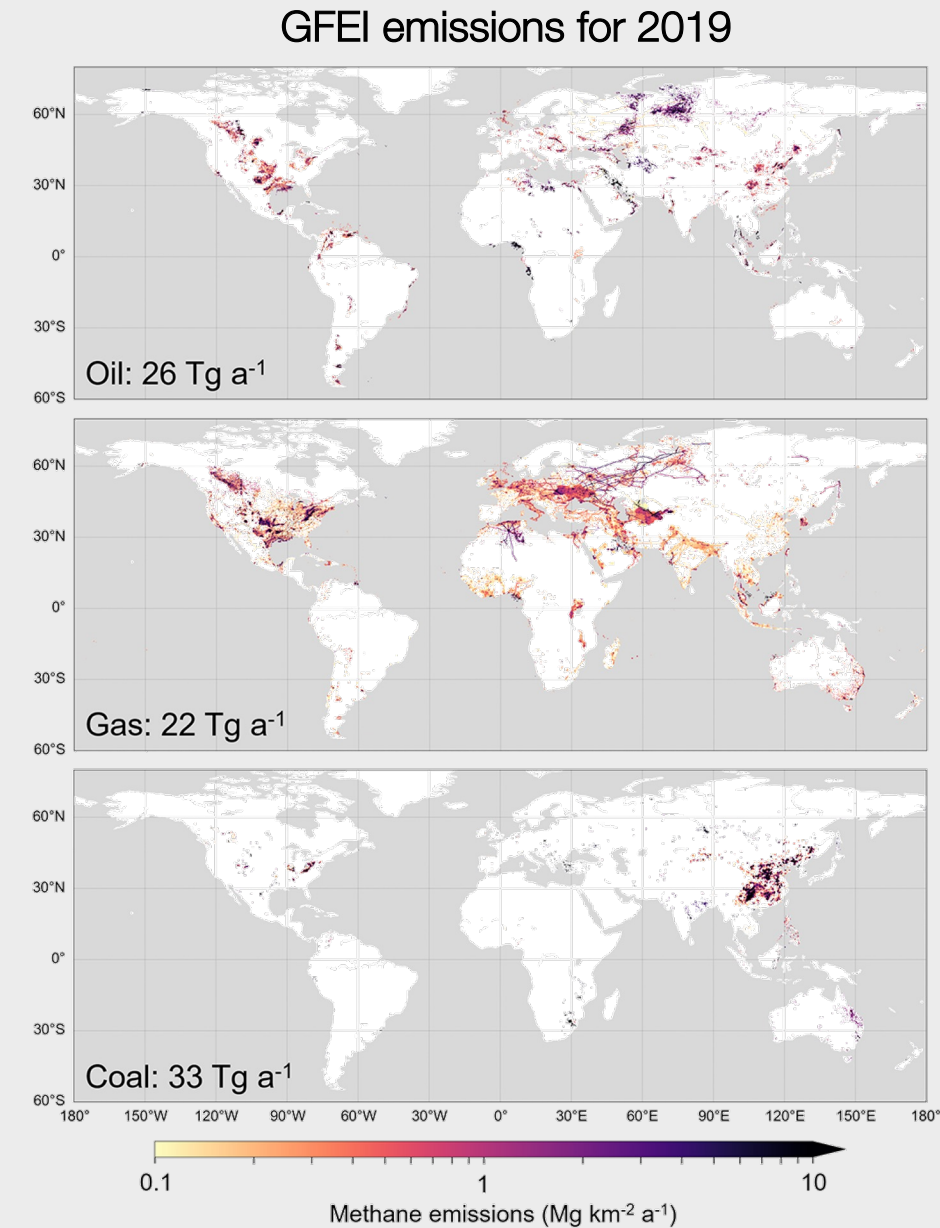 GFEI emissions for 2019
60°N
30°N
0°
30°S
60°S
Oil: 26 Tg a⁻¹
60°N
30°N
0°
30°S
60°S
Gas: 22 Tg a⁻¹
60°N
30°N
0°
30°S
60°S
Coal: 33 Tg a⁻¹
180° 150°W 120°W 90°W 60°W 30°W 0° 30°E 60°E 90°E 120°E 150°E 180°
0.1 1 10
Methane emissions (Mg km⁻² a⁻¹)